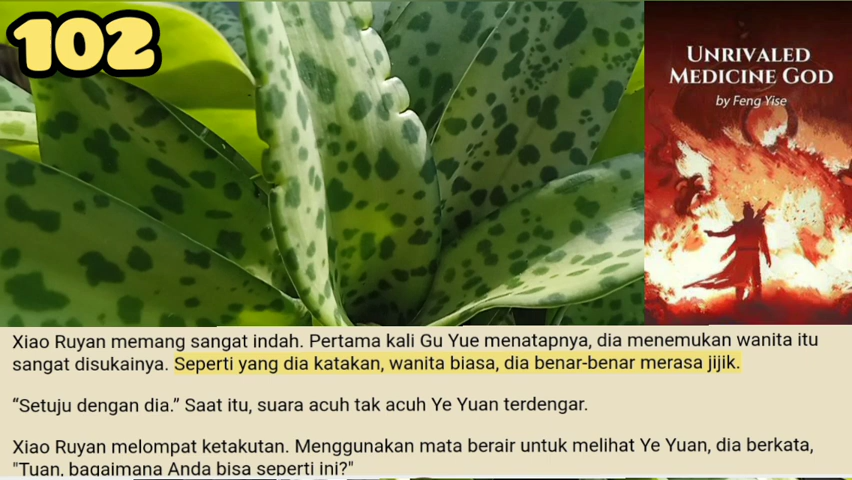 102
UNRIVALED
MEDICINE GOD
by Feng Yise
Xiao Ruyan memang sangat indah. Pertama kali Gu Yue menatapnya, dia menemukan wanita itu
sangat disukainya. Seperti yang dia katakan, wanita biasa, dia benar-benar merasa jijik.
“Setuju dengan dia.” Saat itu, suara acuh tak acuh Ye Yuan terdengar.
Xiao Ruyan melompat ketakutan. Menggunakan mata berair untuk melihat Ye Yuan, dia berkata,
"Tuan, bagaimana Anda bisa seperti ini?"